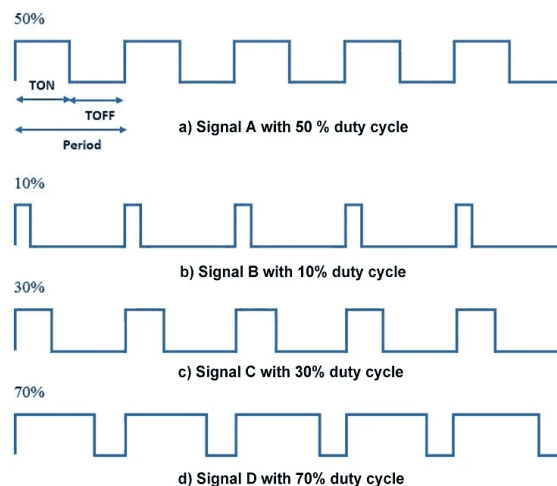 50%
TON
TOFF
Period
a) Signal A with 50 % duty cycle
10%
b) Signal B with 10% duty cycle
30%
c) Signal C with 30% duty cycle
70%
d) Signal D with 70% duty cycle